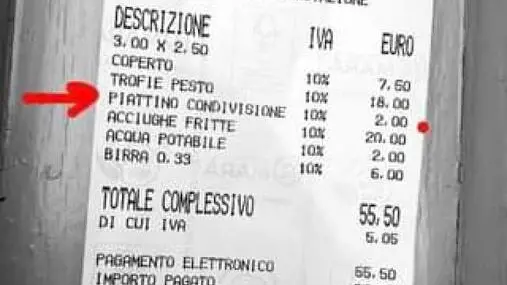 DESCRIZIONE IVA EURO
3.00 X 2.50
COPERTO 10% 7.50
TROFIE PESTO 10% 18.00
PIATTINO CONDIVISIONE 10% 2.00
ACCIUGHE FRITTE 10% 20.00
ACQUA POTABILE 10% 2.00
BIRRA 0.33 10% 6.00
TOTALE COMPLESSIVO 55,50
DI CUI IVA 5,05
PAGAMENTO ELETTRONICO 55,50
IMPORTO PAGATO